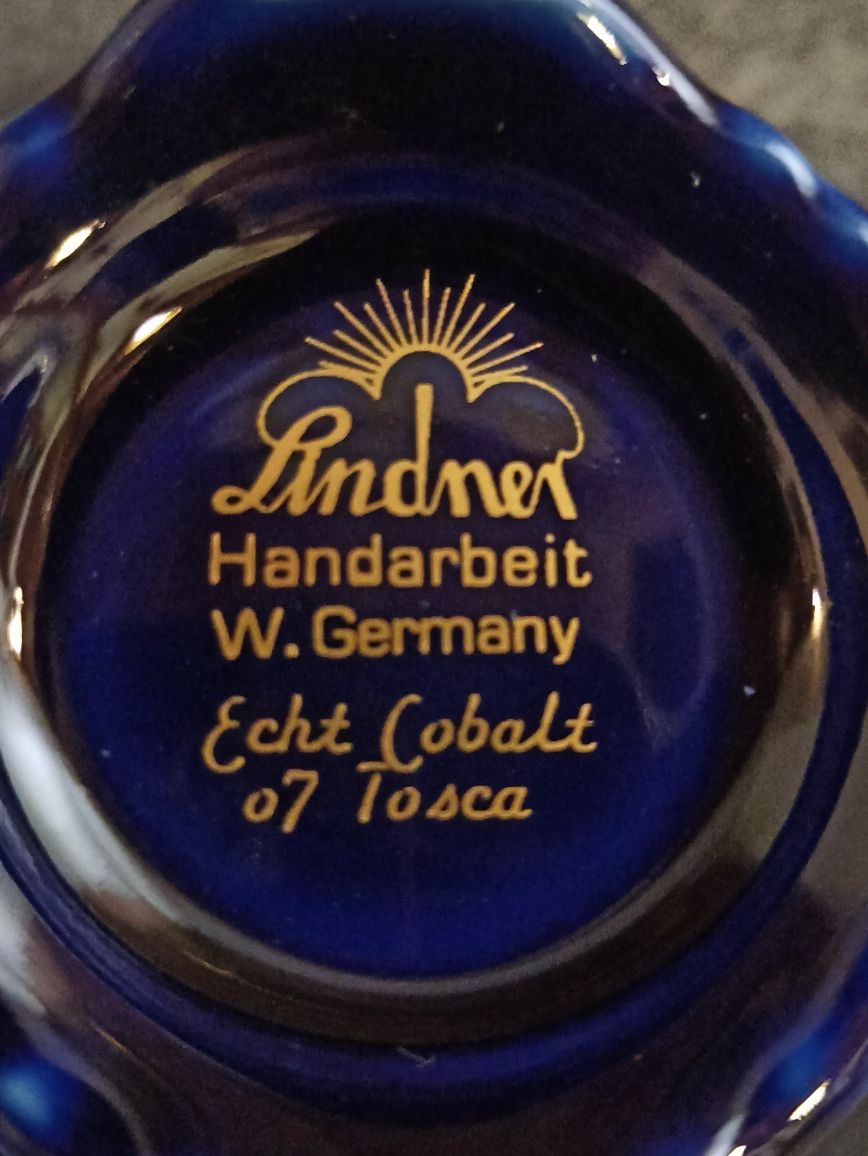 Lindner
Handarbeit
W. Germany
Echt Cobalt
07 Tosca